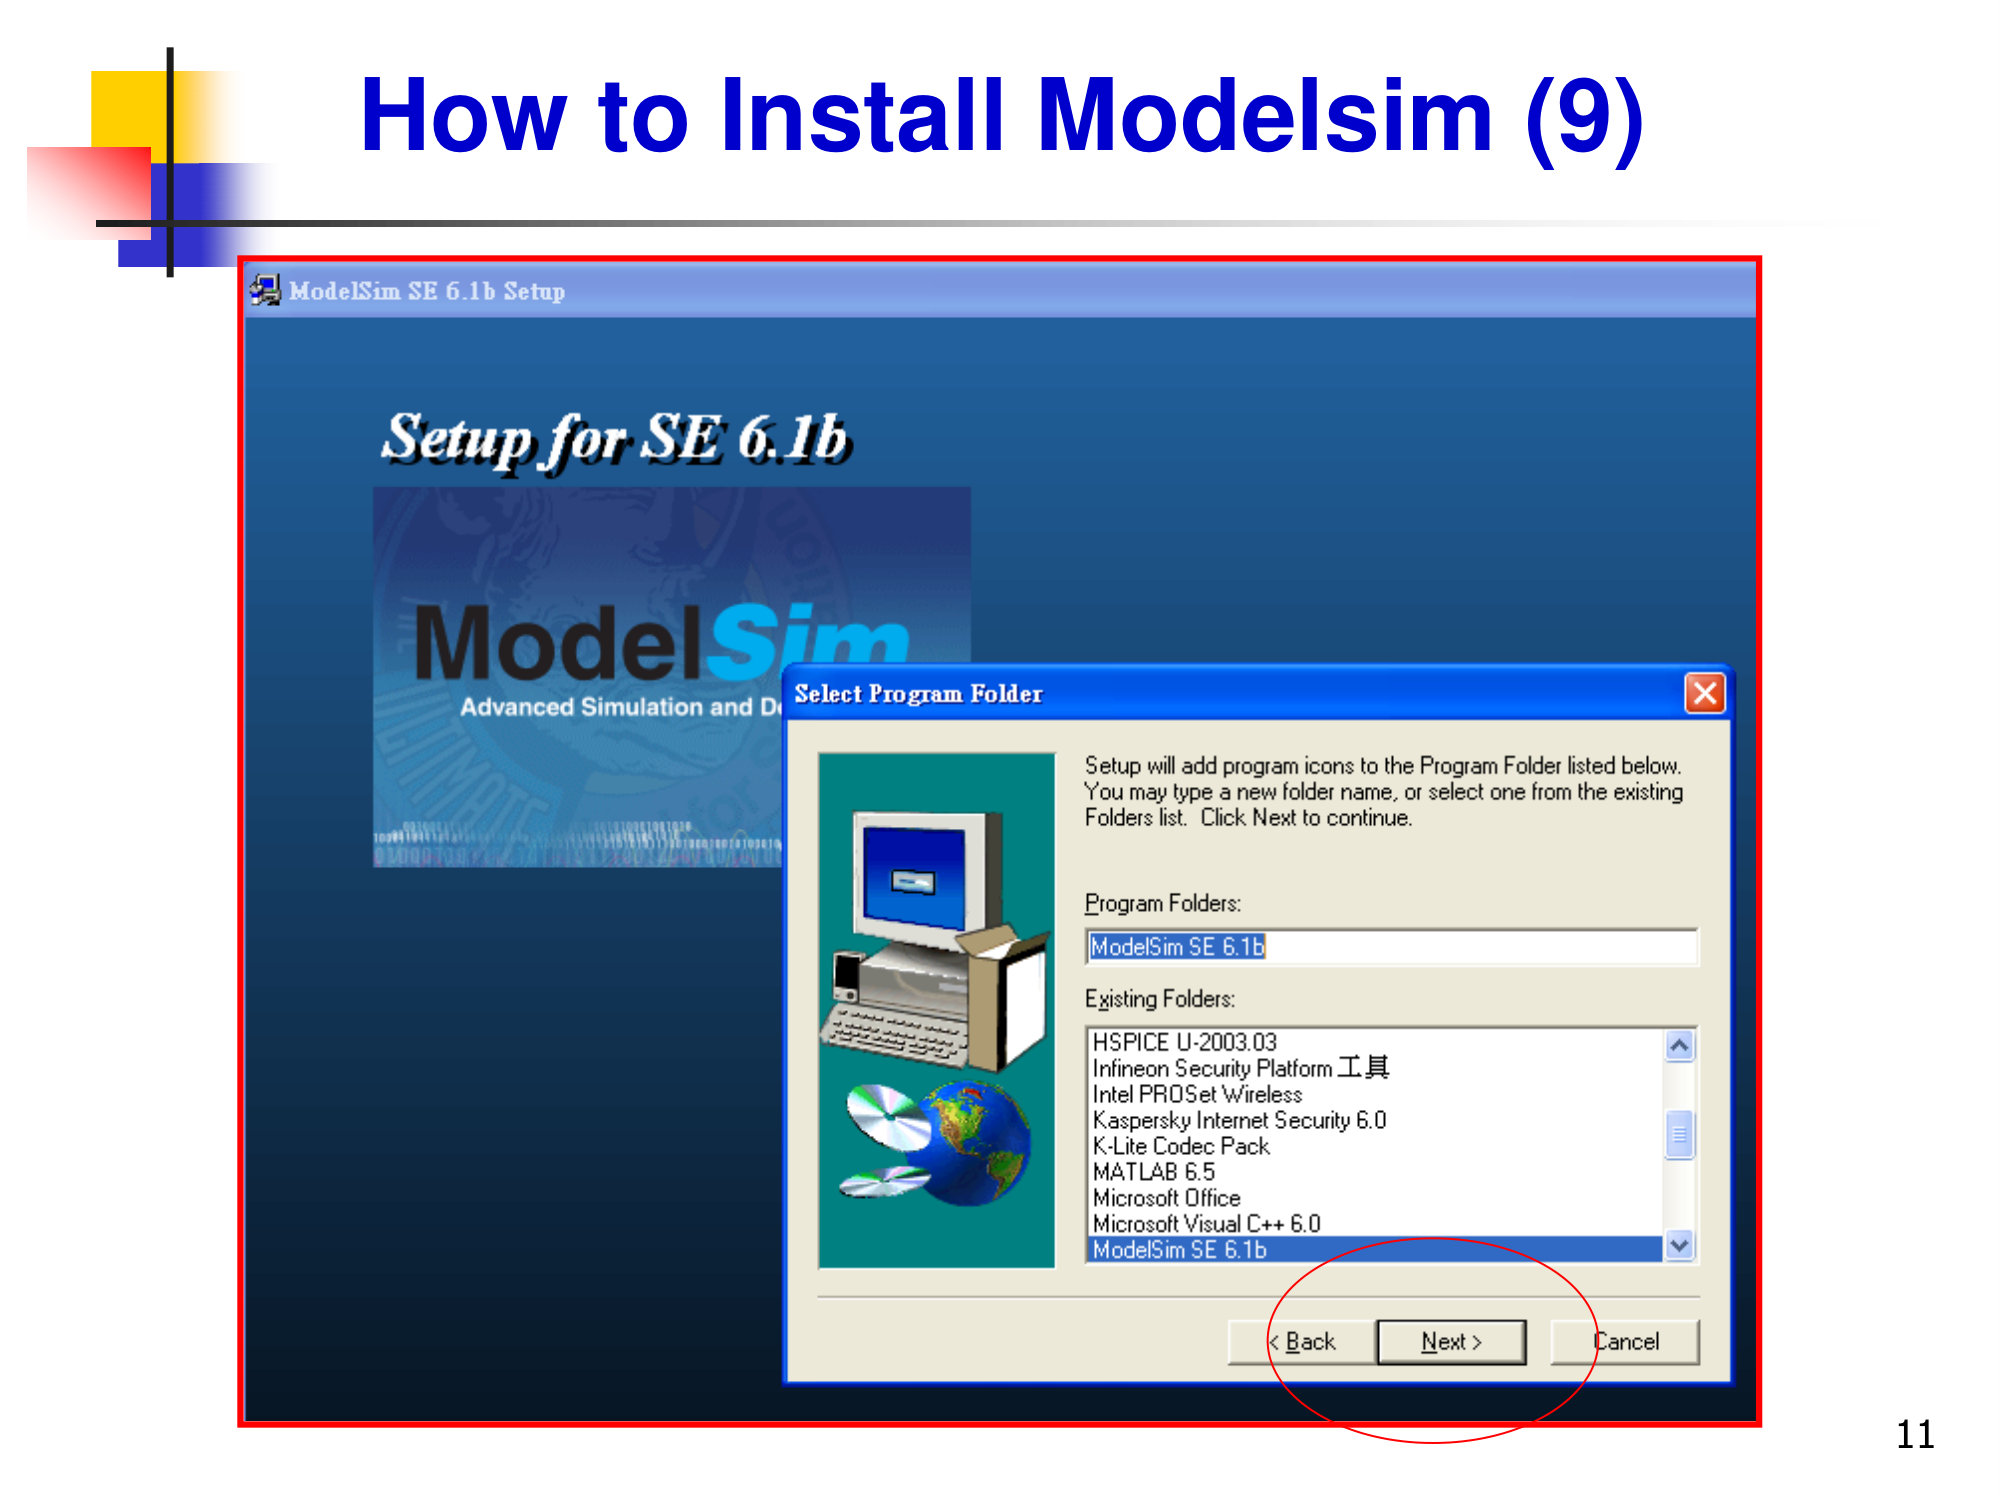 How to Install Modelsim (9)
ModelSim SE 6.1b Setup
Setup for SE 6.1b
ModelSim
Advanced Simulation and
Select Program Folder
Setup will add program icons to the Program Folder listed below.
You may type a new folder name, or select one from the existing
Folders list.  Click Next to continue.
Program Folders:
ModelSim SE 6.1b
Existing Folders:
HSPICE U-2003.03
Infineon Security Platform 工具
Intel PROSet Wireless
Kaspersky Internet Security 6.0
K-Lite Codec Pack
MATLAB 6.5
Microsoft Office
Microsoft Visual C++ 6.0
ModelSim SE 6.1b
< Back
Next >
Cancel
11